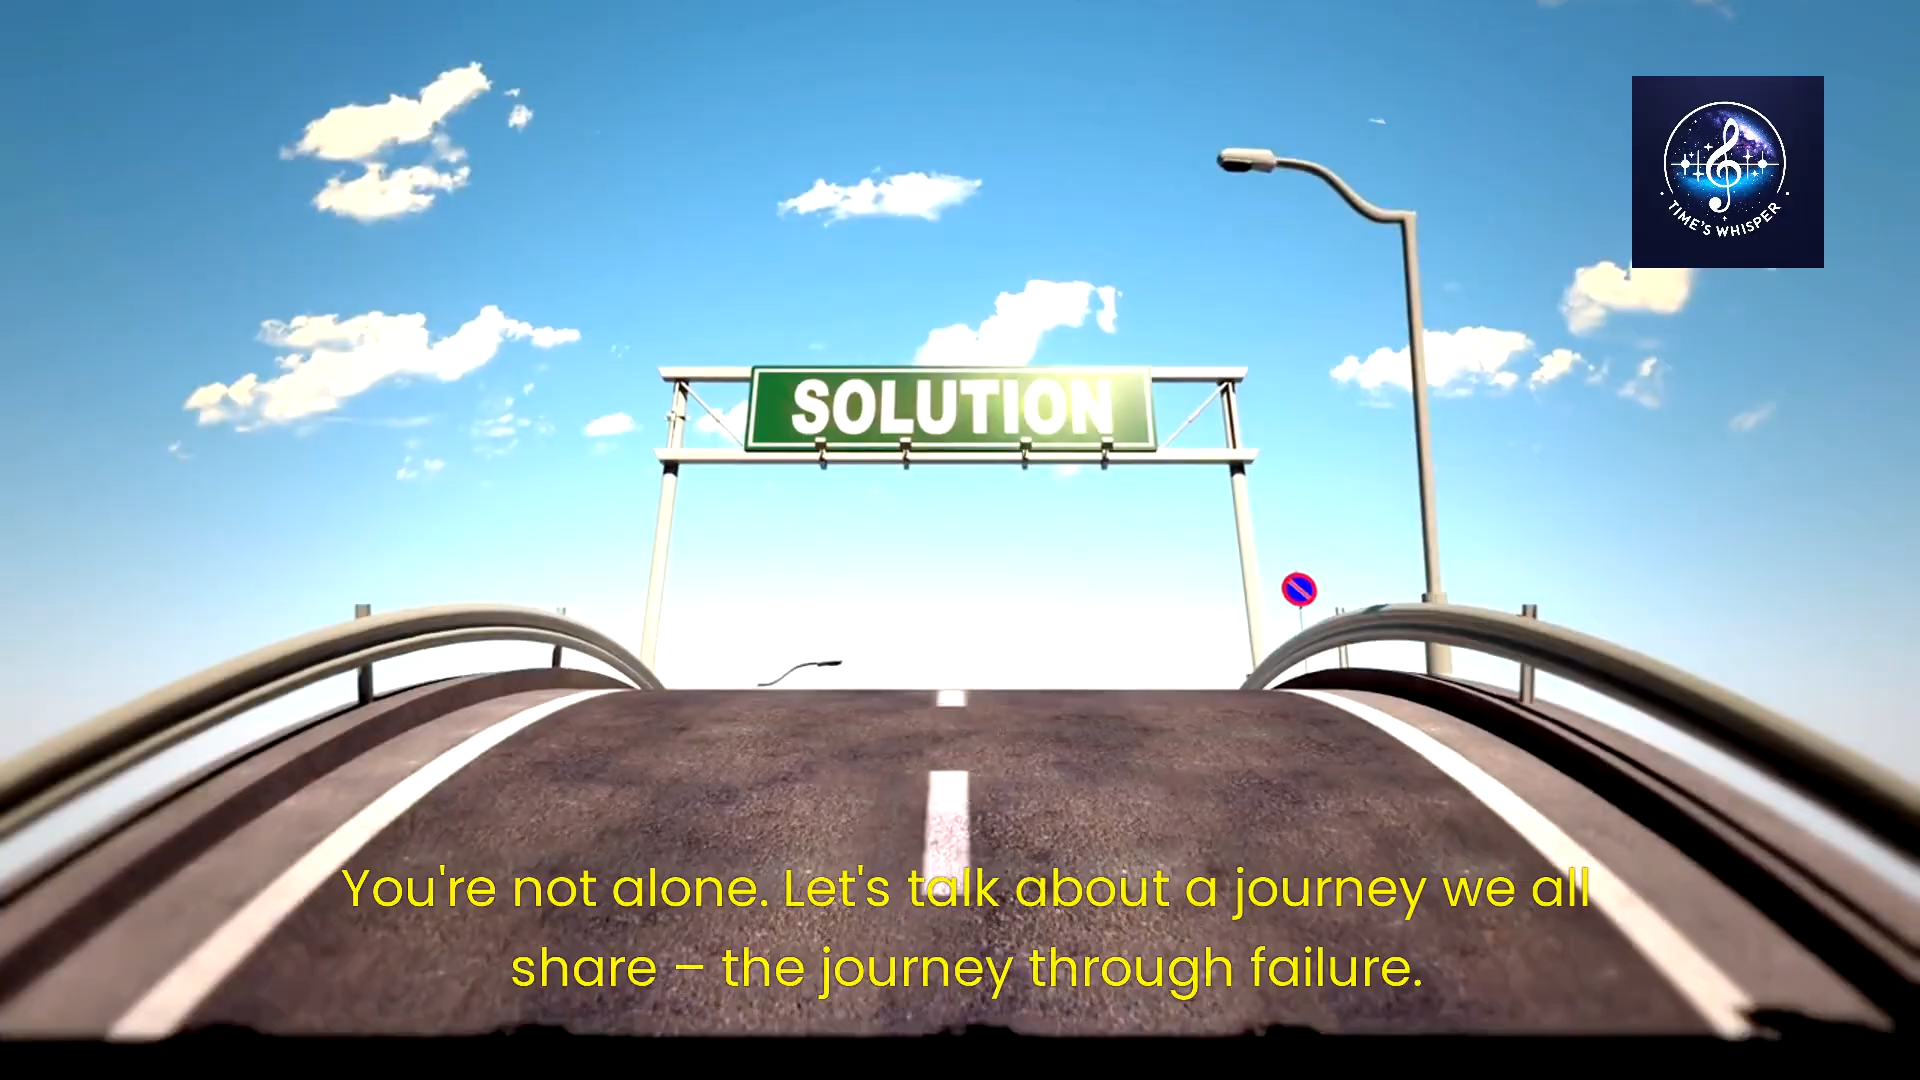 TIME'S WHISPER
SOLUTION
You're not alone. Let's talk about a journey we all
share – the journey through failure.